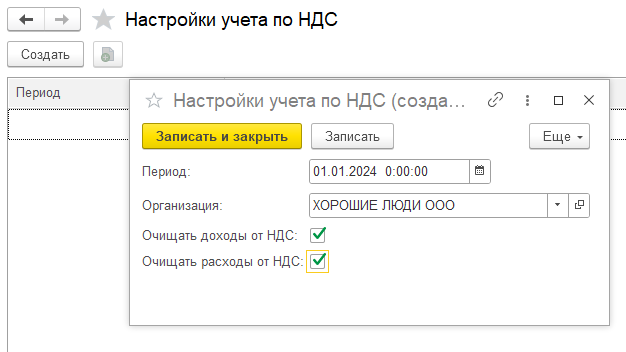 Настройки учета по НДС
Создать
Период
Настройки учета по НДС (созда...
Записать и закрыть Записать Еще
Период: 01.01.2024 0:00:00
Организация: ХОРОШИЕ ЛЮДИ ООО
Очищать доходы от НДС:
Очищать расходы от НДС: